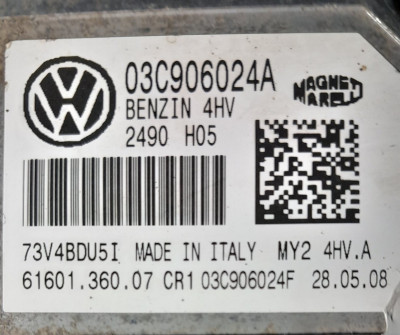 03C906024A
MAGNETI
MARELLI
BENZIN 4HV
2490 H05
73V4BDU5I MADE IN ITALY MY2 4HV.A
61601.360.07 CR1 03C906024F 28.05.08